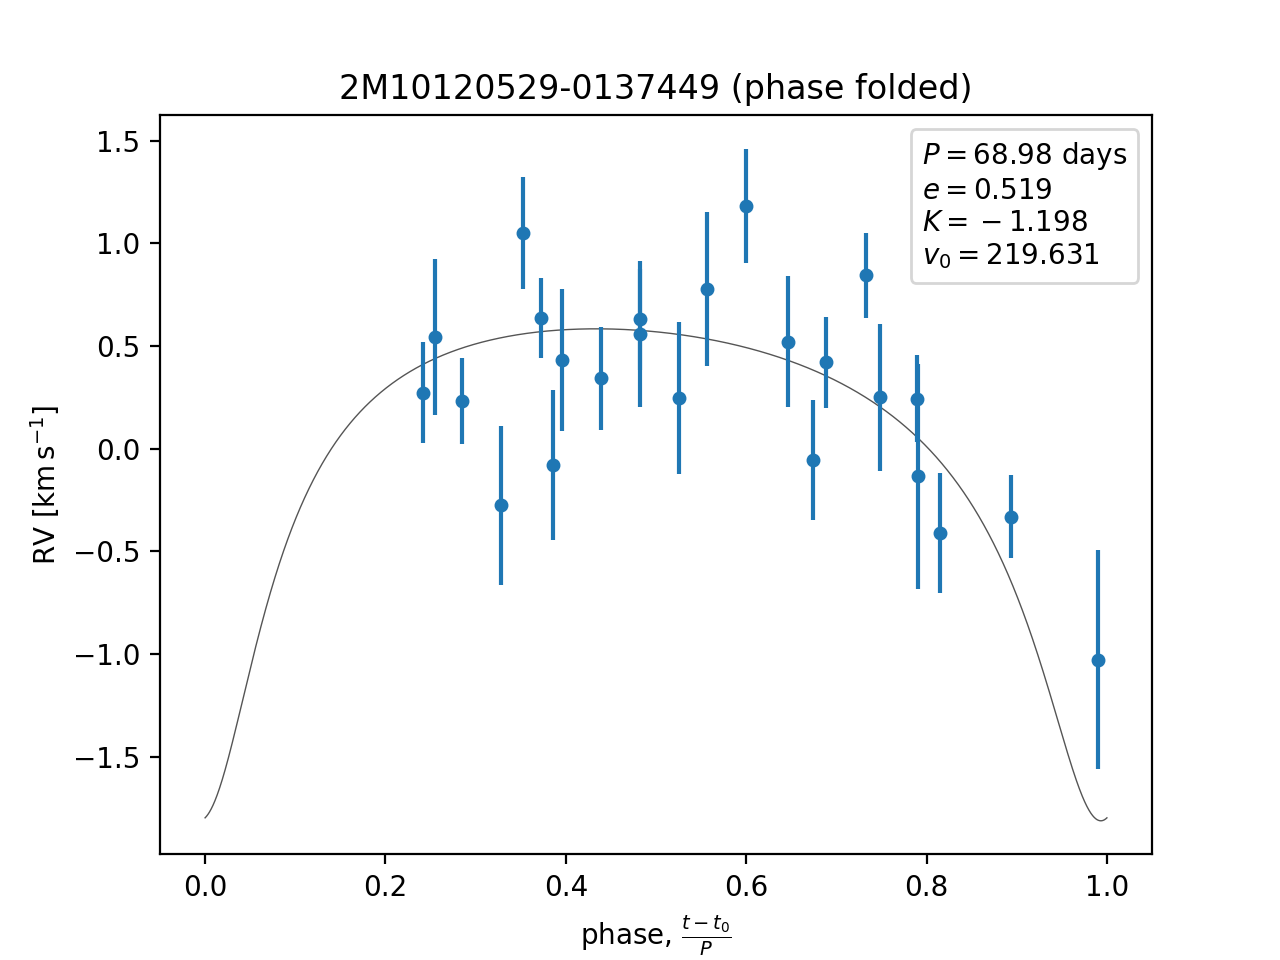 2M10120529-0137449 (phase folded)
P = 68.98 days
e = 0.519
K = −1.198
v₀ = 219.631
1.5
1.0
0.5
0.0
−0.5
−1.0
−1.5
RV [km s⁻¹]
0.0 0.2 0.4 0.6 0.8 1.0
phase, (t − t₀)/P